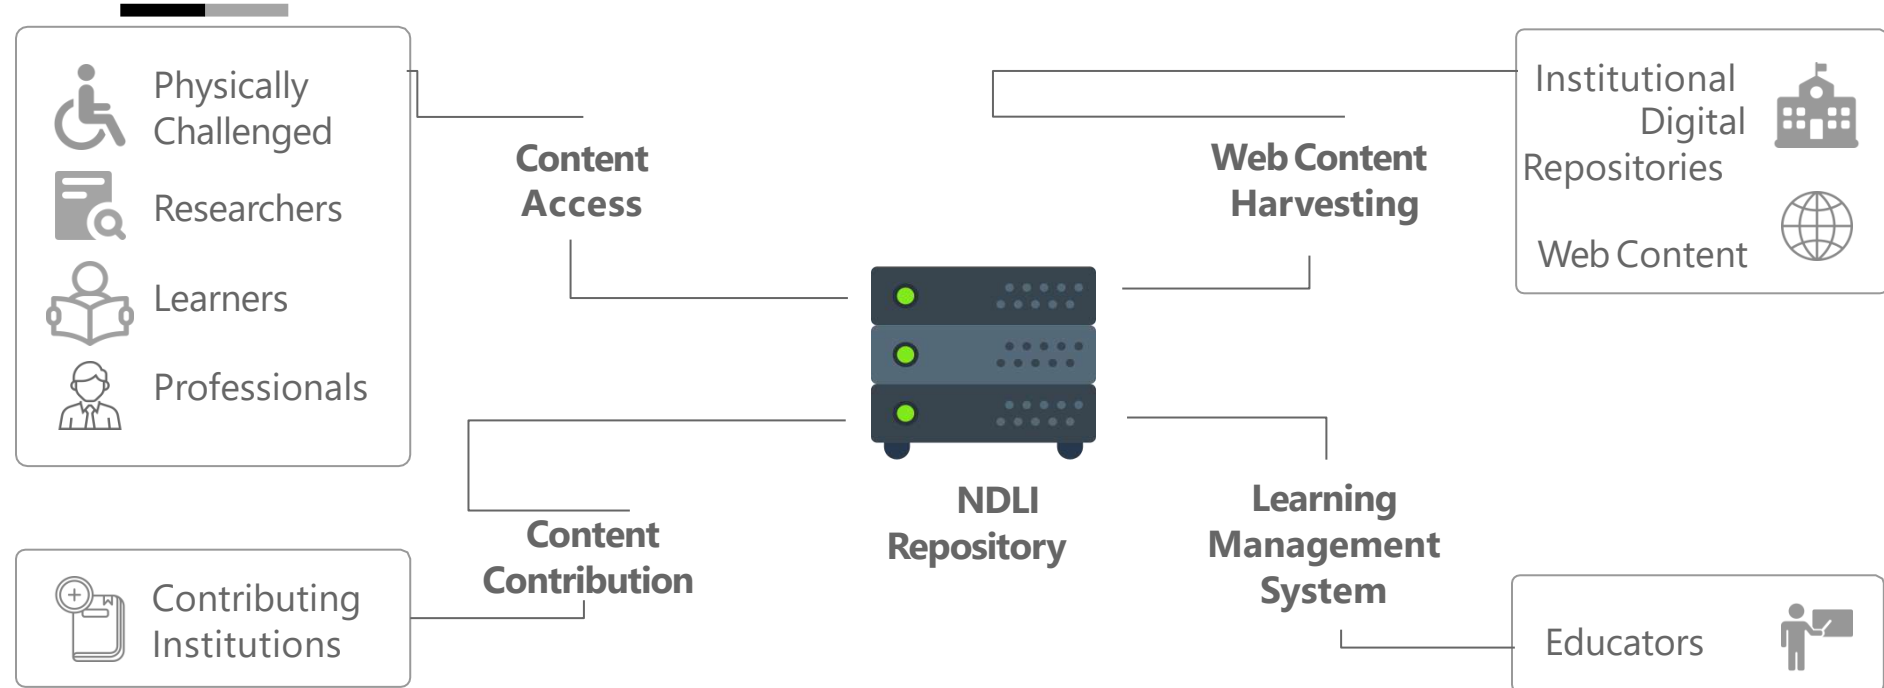 Physically
Challenged
Researchers
Learners
Professionals
Content
Access
Web Content
Harvesting
Institutional
Digital
Repositories
Web Content
NDLI
Repository
Content
Contribution
Contributing
Institutions
Learning
Management
System
Educators